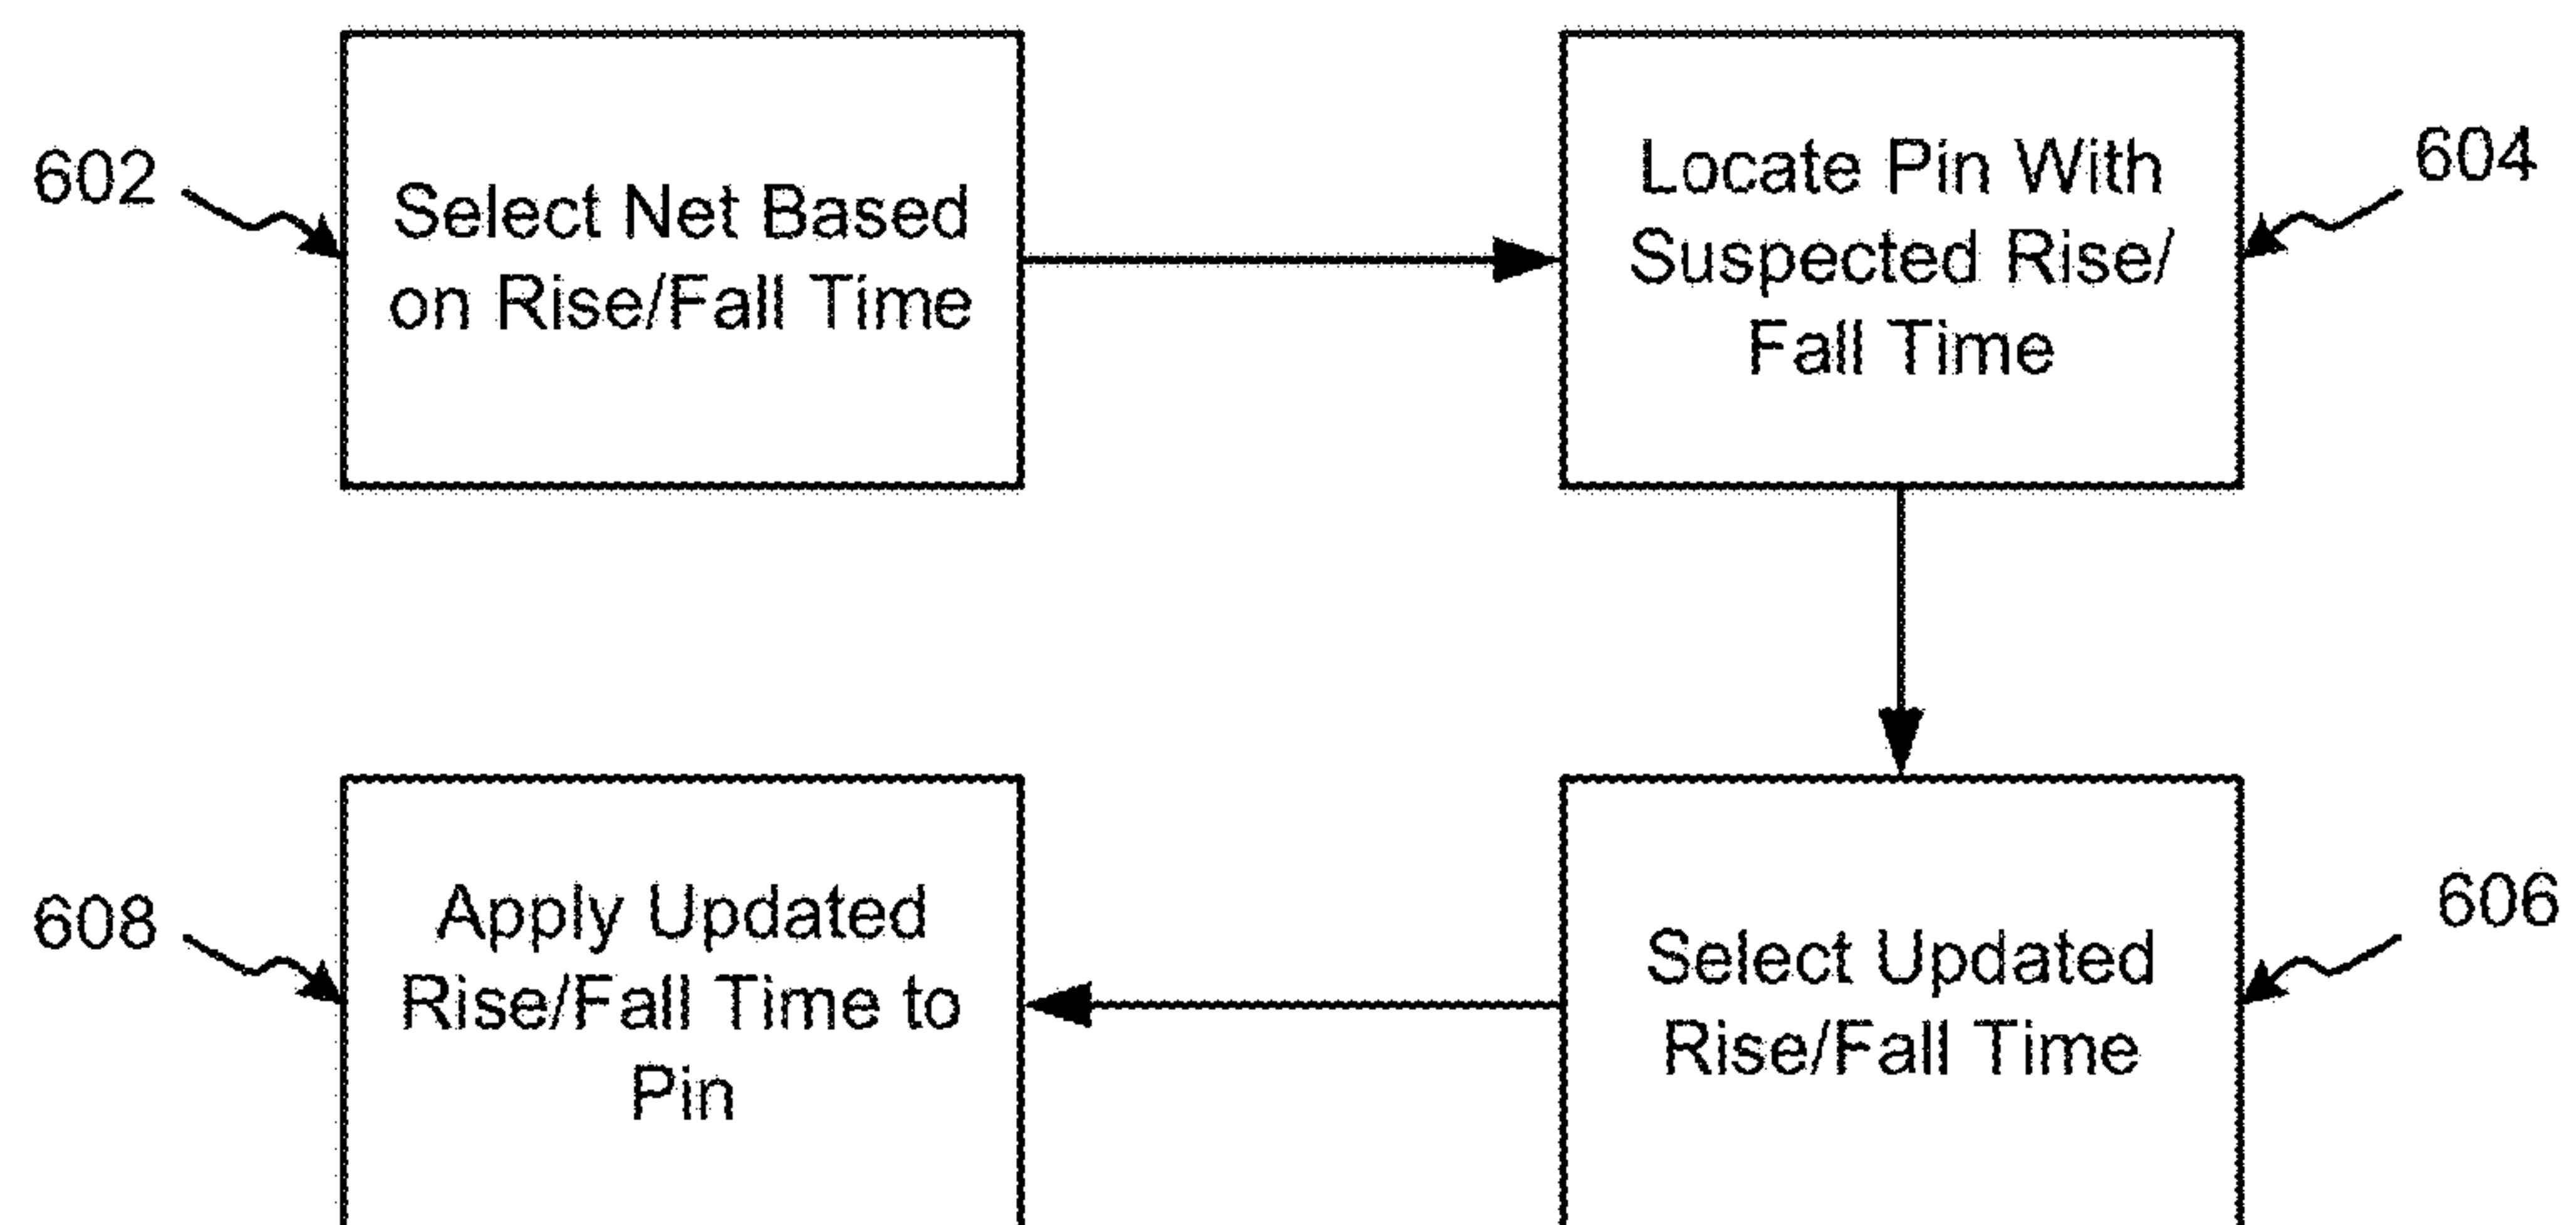 602
Select Net Based
on Rise/Fall Time
Locate Pin With
Suspected Rise/
Fall Time
604
608
Apply Updated
Rise/Fall Time to
Pin
Select Updated
Rise/Fall Time
606